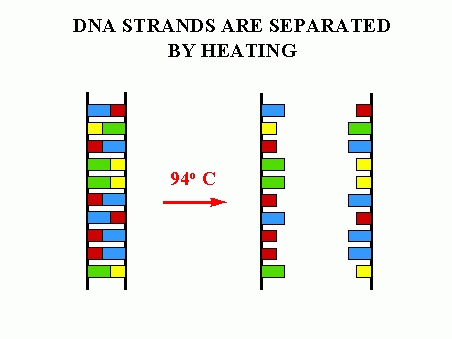 DNA STRANDS ARE SEPARATED
BY HEATING
94° C